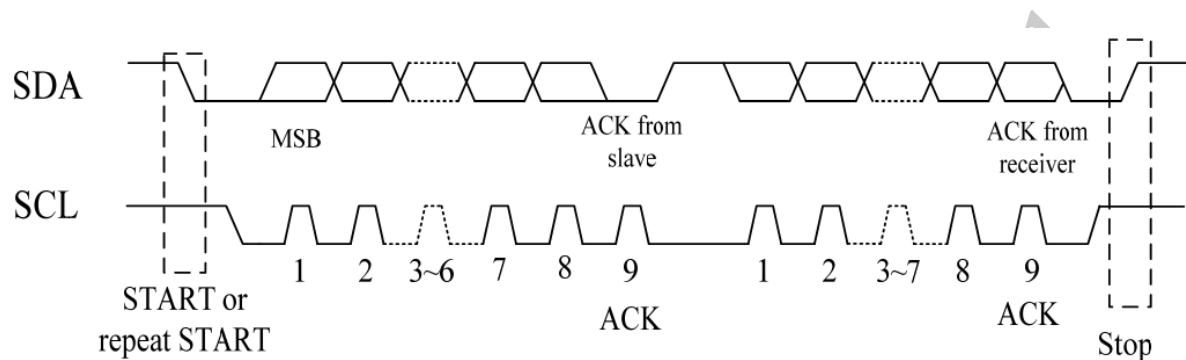 SDA
MSB
ACK from
slave
ACK from
receiver
SCL
1 2 3~6 7 8 9 1 2 3~7 8 9
START or
repeat START
ACK
ACK
Stop